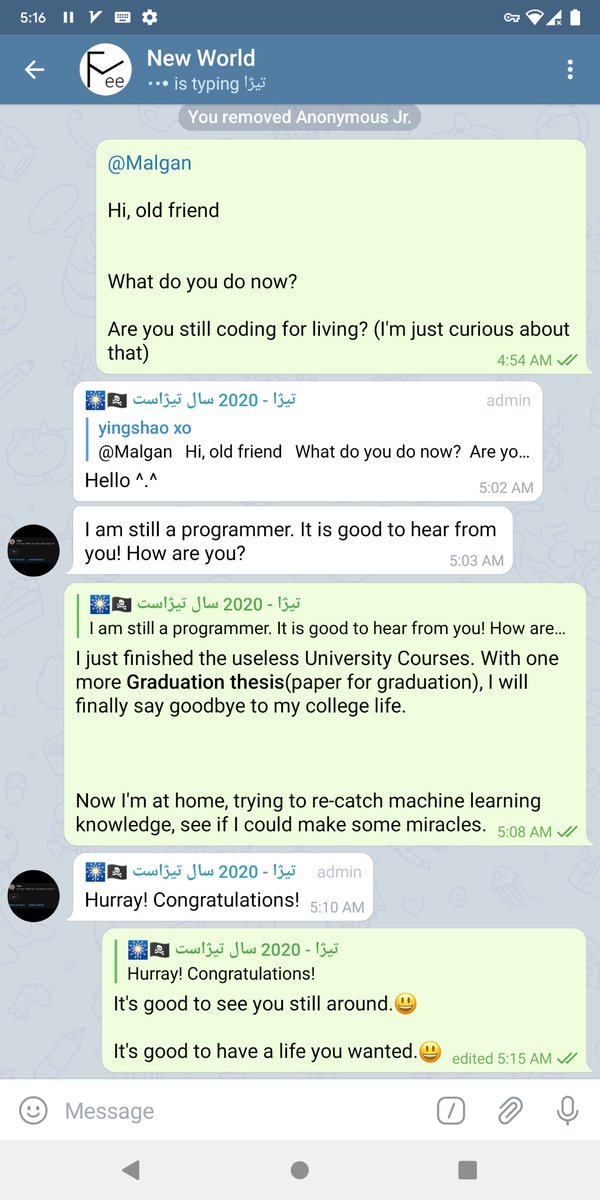 5:16
New World
ee
••• is typing تیژا
You removed Anonymous Jr.
@Malgan
Hi, old friend
What do you do now?
Are you still coding for living? (I'm just curious about
that)
4:54 AM
تیژا - 2020 سال تیژاست 🎆🏴‍☠️
admin
yingshao xo
@Malgan Hi, old friend What do you do now? Are yo...
Hello ^.^
5:02 AM
I am still a programmer. It is good to hear from
you! How are you?
5:03 AM
تیژا - 2020 سال تیژاست 🏴‍☠️🎆
I am still a programmer. It is good to hear from you! How are...
I just finished the useless University Courses. With one
more Graduation thesis(paper for graduation), I will
finally say goodbye to my college life.
Now I'm at home, trying to re-catch machine learning
knowledge, see if I could make some miracles.
5:08 AM
تیژا - 2020 سال تیژاست 🏴‍☠️🎆
admin
Hurray! Congratulations!
5:10 AM
تیژا - 2020 سال تیژاست 🏴‍☠️🎆
Hurray! Congratulations!
It's good to see you still around.😃
It's good to have a life you wanted.😃
edited 5:15 AM
Message